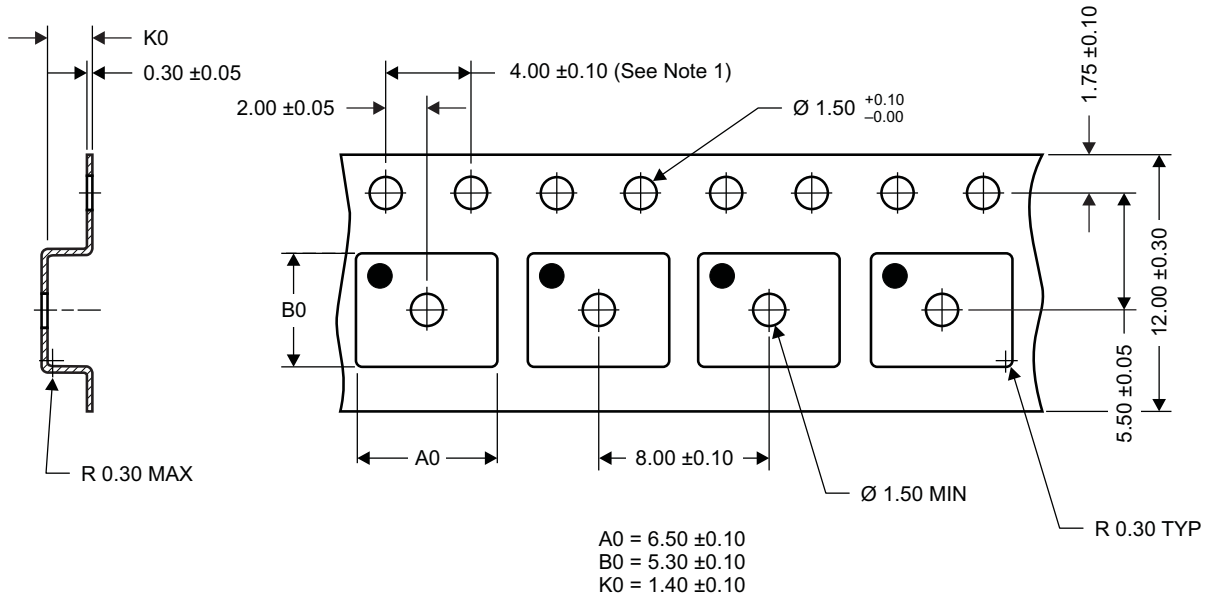 K0
0.30 ±0.05
4.00 ±0.10 (See Note 1)
2.00 ±0.05
Ø 1.50 +0.10
–0.00
1.75 ±0.10
B0
12.00 ±0.30
5.50 ±0.05
A0
8.00 ±0.10
R 0.30 MAX
Ø 1.50 MIN
R 0.30 TYP
A0 = 6.50 ±0.10
B0 = 5.30 ±0.10
K0 = 1.40 ±0.10